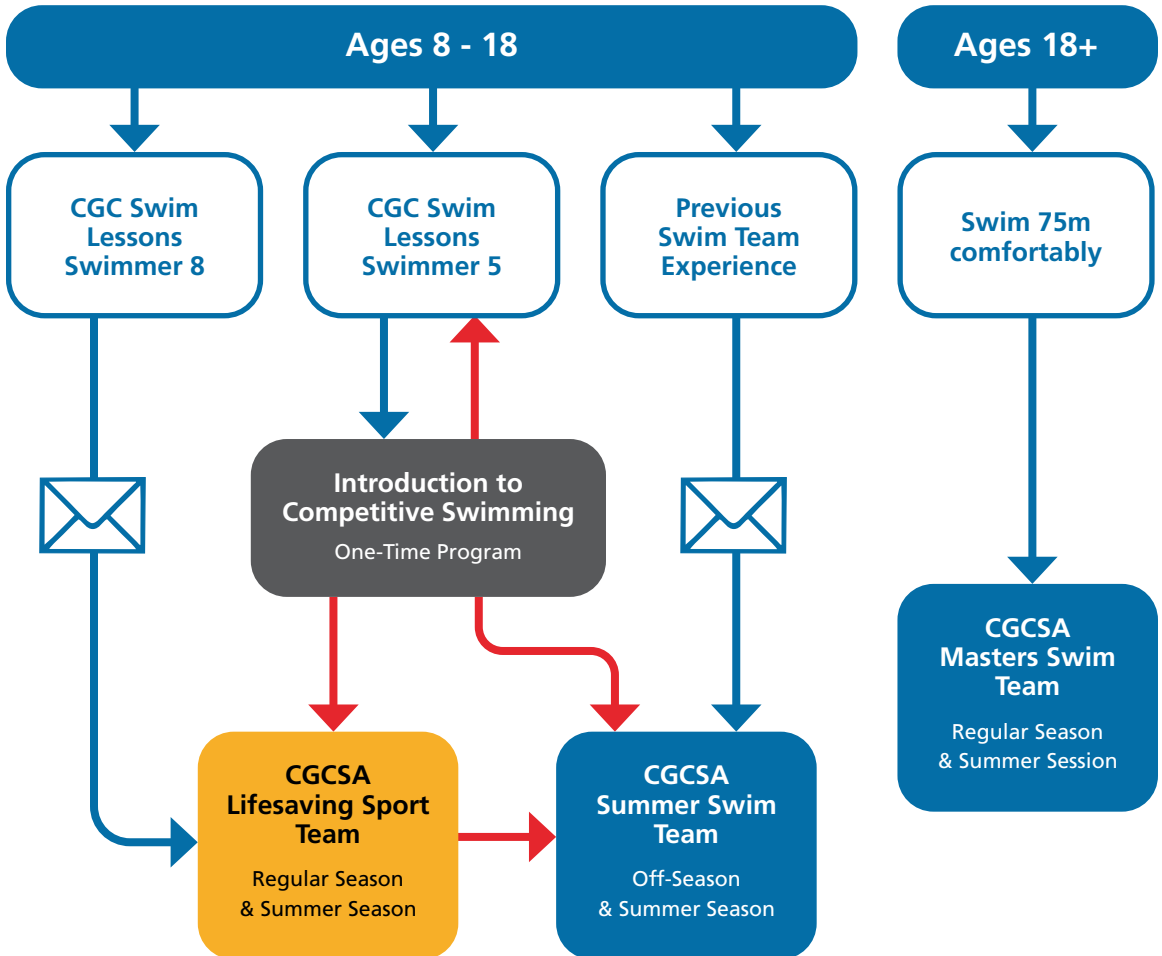 Ages 8 - 18
Ages 18+
CGC Swim
Lessons
Swimmer 8
CGC Swim
Lessons
Swimmer 5
Previous
Swim Team
Experience
Swim 75m
comfortably
Introduction to
Competitive Swimming
One-Time Program
CGCSA
Lifesaving Sport
Team
Regular Season
& Summer Season
CGCSA
Summer Swim
Team
Off-Season
& Summer Season
CGCSA
Masters Swim
Team
Regular Season
& Summer Session